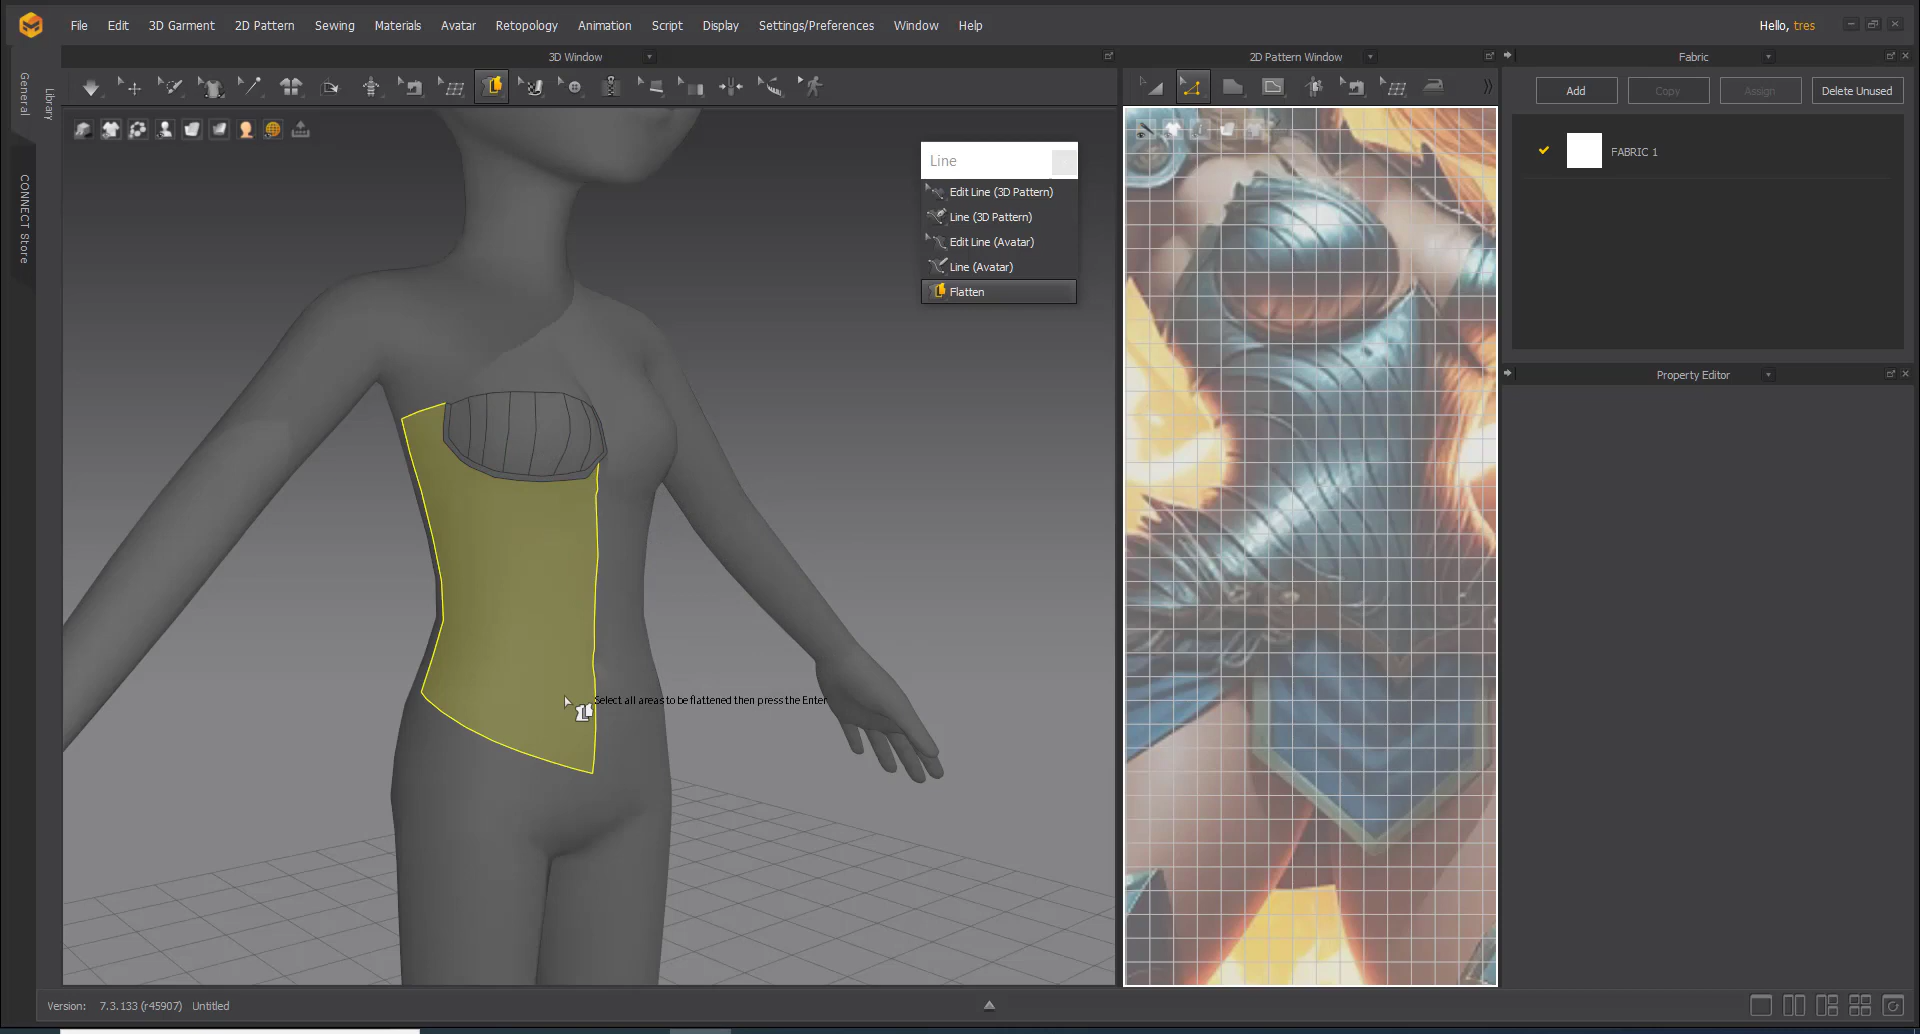 File Edit 3D Garment 2D Pattern Sewing Materials Avatar Retopology Animation Script Display Settings/Preferences Window Help
Hello, tres
General
Library
CONNECT Store
3D Window
2D Pattern Window
Fabric
Add
Copy
Assign
Delete Unused
FABRIC 1
Property Editor
Line
Edit Line (3D Pattern)
Line (3D Pattern)
Edit Line (Avatar)
Line (Avatar)
Flatten
Select all areas to be flattened then press the Enter
Version: 7.3.133 (r45907) Untitled